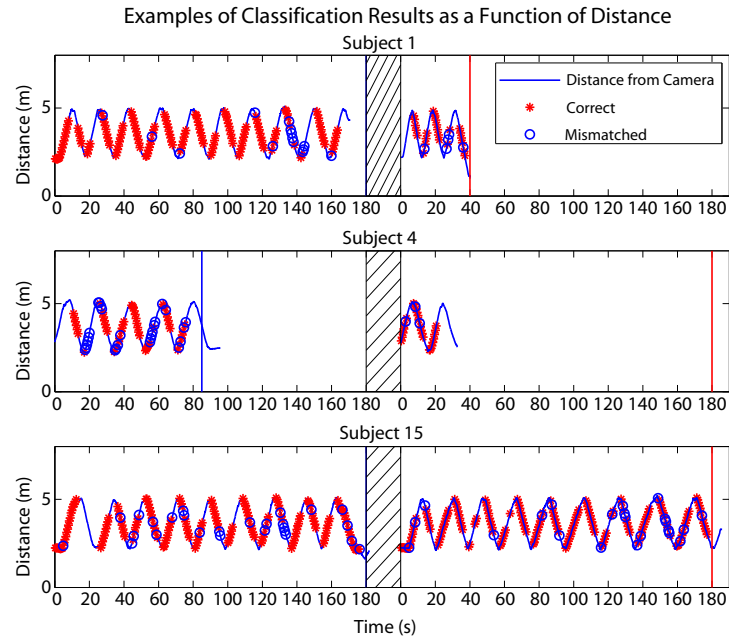 Examples of Classification Results as a Function of Distance
Subject 1
Distance (m)
5
0
Distance from Camera
Correct
Mismatched
0 20 40 60 80 100 120 140 160 180 0 20 40 60 80 100 120 140 160 180
Subject 4
Distance (m)
5
0
0 20 40 60 80 100 120 140 160 180 0 20 40 60 80 100 120 140 160 180
Subject 15
Distance (m)
5
0
0 20 40 60 80 100 120 140 160 180 0 20 40 60 80 100 120 140 160 180
Time (s)